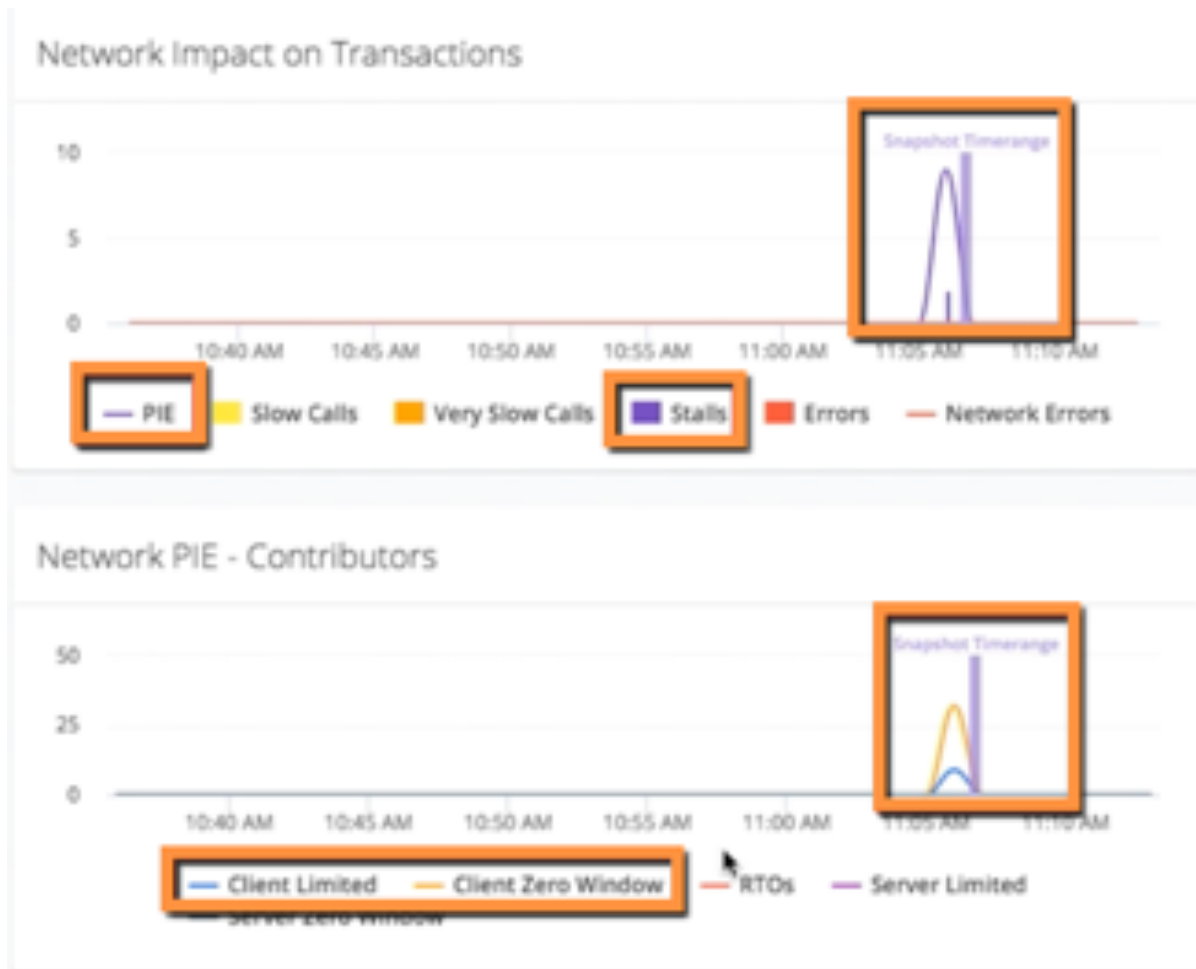 Network Impact on Transactions
Snapshot Timerange
10
5
0
10:40 AM 10:45 AM 10:50 AM 10:55 AM 11:00 AM 11:05 AM 11:10 AM
PIE Slow Calls Very Slow Calls Stalls Errors Network Errors
Network PIE - Contributors
Snapshot Timerange
50
25
0
10:40 AM 10:45 AM 10:50 AM 10:55 AM 11:00 AM 11:05 AM 11:10 AM
Client Limited Client Zero Window RTOs Server Limited
Server Zero Window